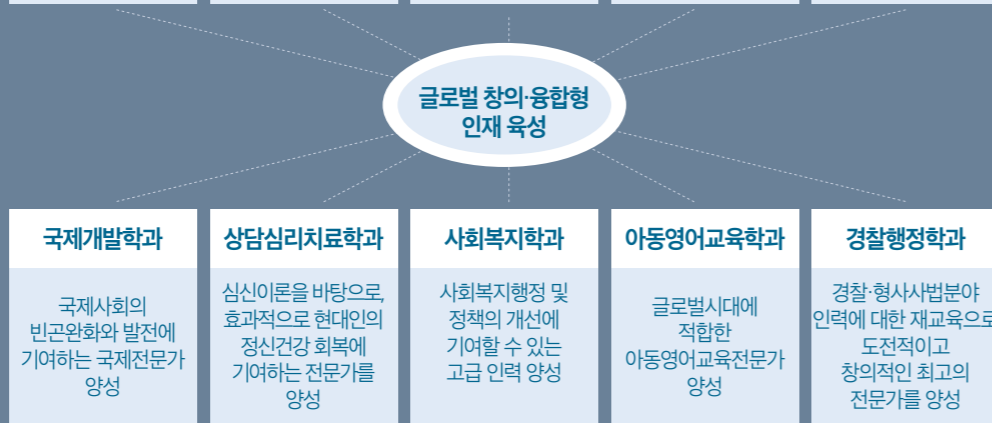 글로벌 창의·융합형
인재 육성
국제개발학과
국제사회의
빈곤완화와 발전에
기여하는 국제전문가
양성
상담심리치료학과
심신이론을 바탕으로,
효과적으로 현대인의
정신건강 회복에
기여하는 전문가를
양성
사회복지학과
사회복지행정 및
정책의 개선에
기여할 수 있는
고급 인력 양성
아동영어교육학과
글로벌시대에
적합한
아동영어교육전문가
양성
경찰행정학과
경찰·형사사법분야
인력에 대한 재교육으로
도전적이고
창의적인 최고의
전문가를 양성